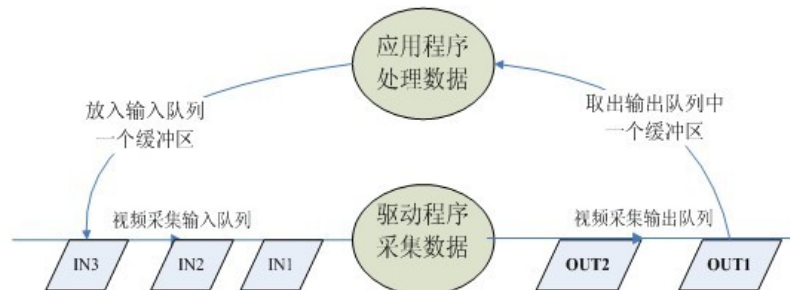 应用程序
处理数据
放入输入队列
一个缓冲区
取出输出队列中
一个缓冲区
视频采集输入队列
驱动程序
采集数据
视频采集输出队列
IN3
IN2
IN1
OUT2
OUT1